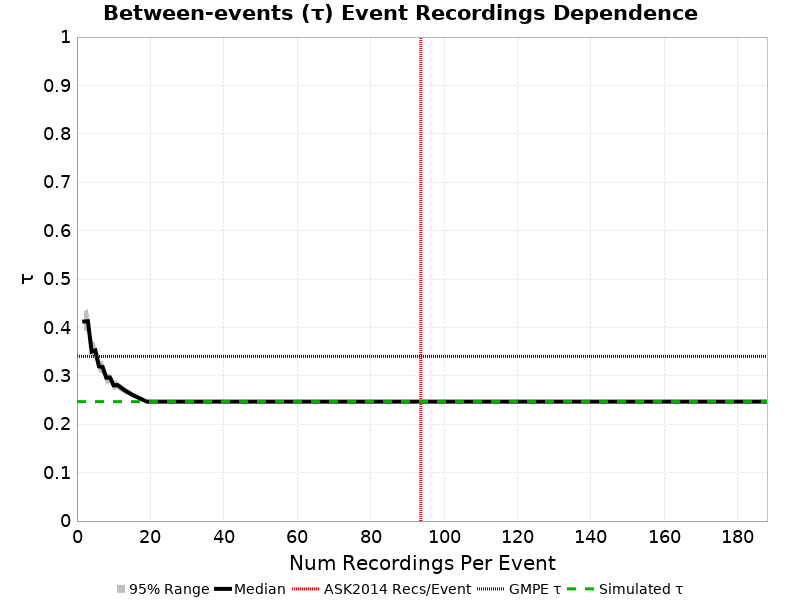 Between-events (τ) Event Recordings Dependence
1
0.9
0.8
0.7
0.6
0.5
0.4
0.3
0.2
0.1
0
τ
0 20 40 60 80 100 120 140 160 180
Num Recordings Per Event
95% Range Median ASK2014 Recs/Event GMPE τ Simulated τ